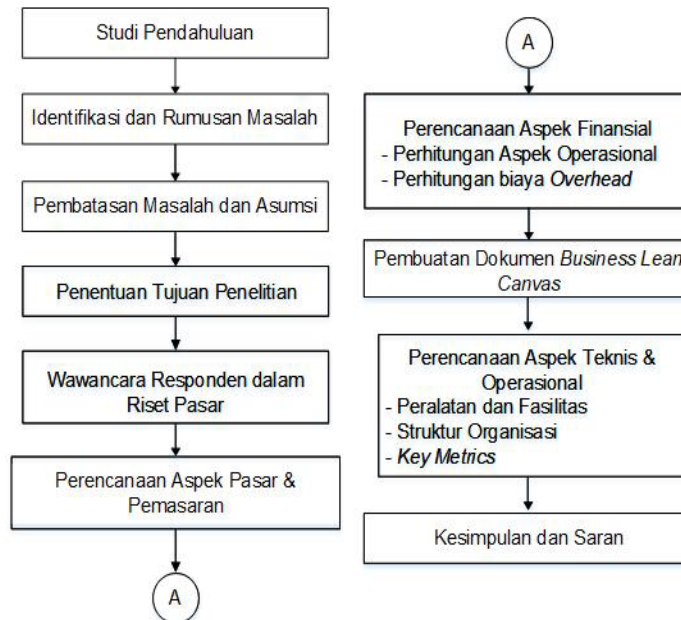 Studi Pendahuluan
Identifikasi dan Rumusan Masalah
Pembatasan Masalah dan Asumsi
Penentuan Tujuan Penelitian
Wawancara Responden dalam
Riset Pasar
Perencanaan Aspek Pasar &
Pemasaran
A
A
Perencanaan Aspek Finansial
- Perhitungan Aspek Operasional
- Perhitungan biaya Overhead
Pembuatan Dokumen Business Lean
Canvas
Perencanaan Aspek Teknis &
Operasional
- Peralatan dan Fasilitas
- Struktur Organisasi
- Key Metrics
Kesimpulan dan Saran